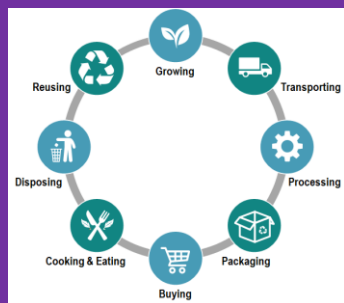 Growing
Transporting
Processing
Packaging
Buying
Cooking & Eating
Disposing
Reusing